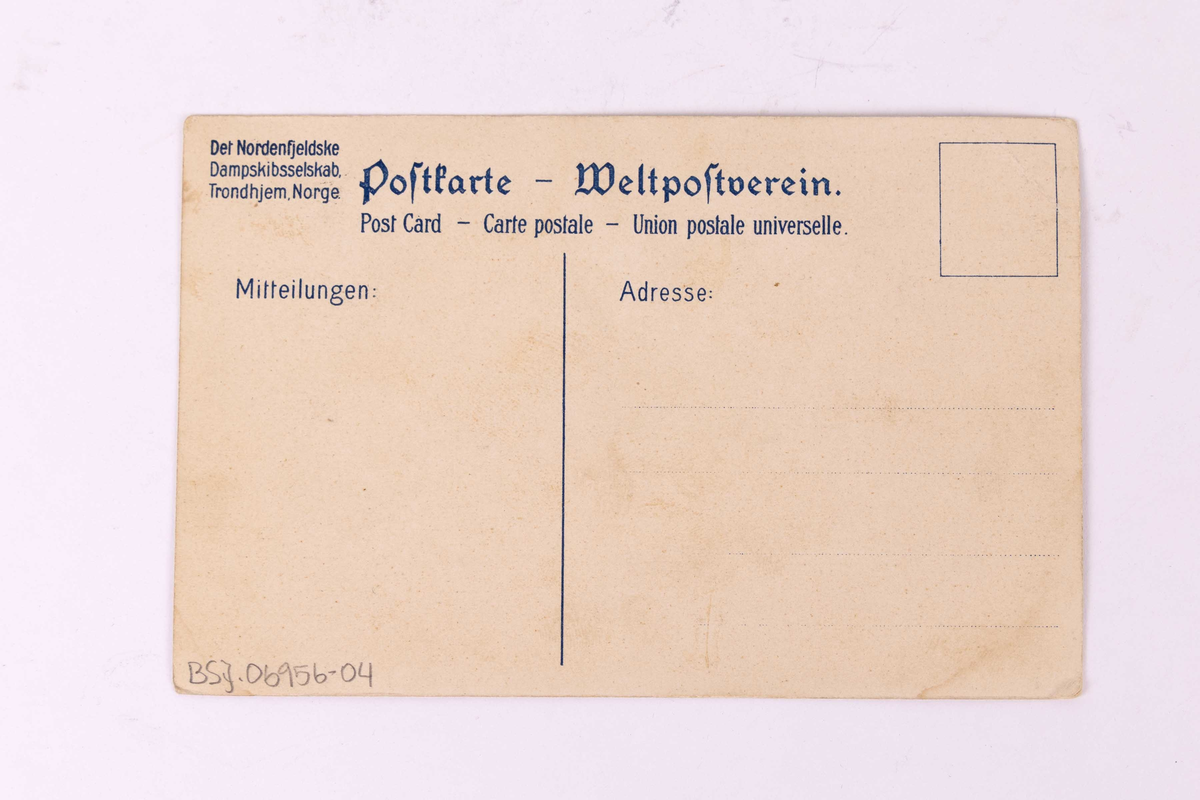 Det Nordenfjeldske
Dampskibsselskab,
Trondhjem, Norge.
Poſtkarte – Weltpoſtverein.
Post Card – Carte postale – Union postale universelle.
Mitteilungen:
Adresse:
BSJ.06956-04